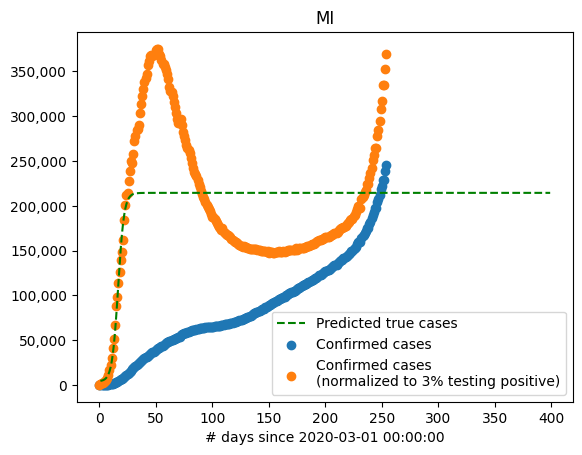 MI
350,000
300,000
250,000
200,000
150,000
100,000
50,000
0
Predicted true cases
Confirmed cases
Confirmed cases
(normalized to 3% testing positive)
0 50 100 150 200 250 300 350 400
# days since 2020-03-01 00:00:00